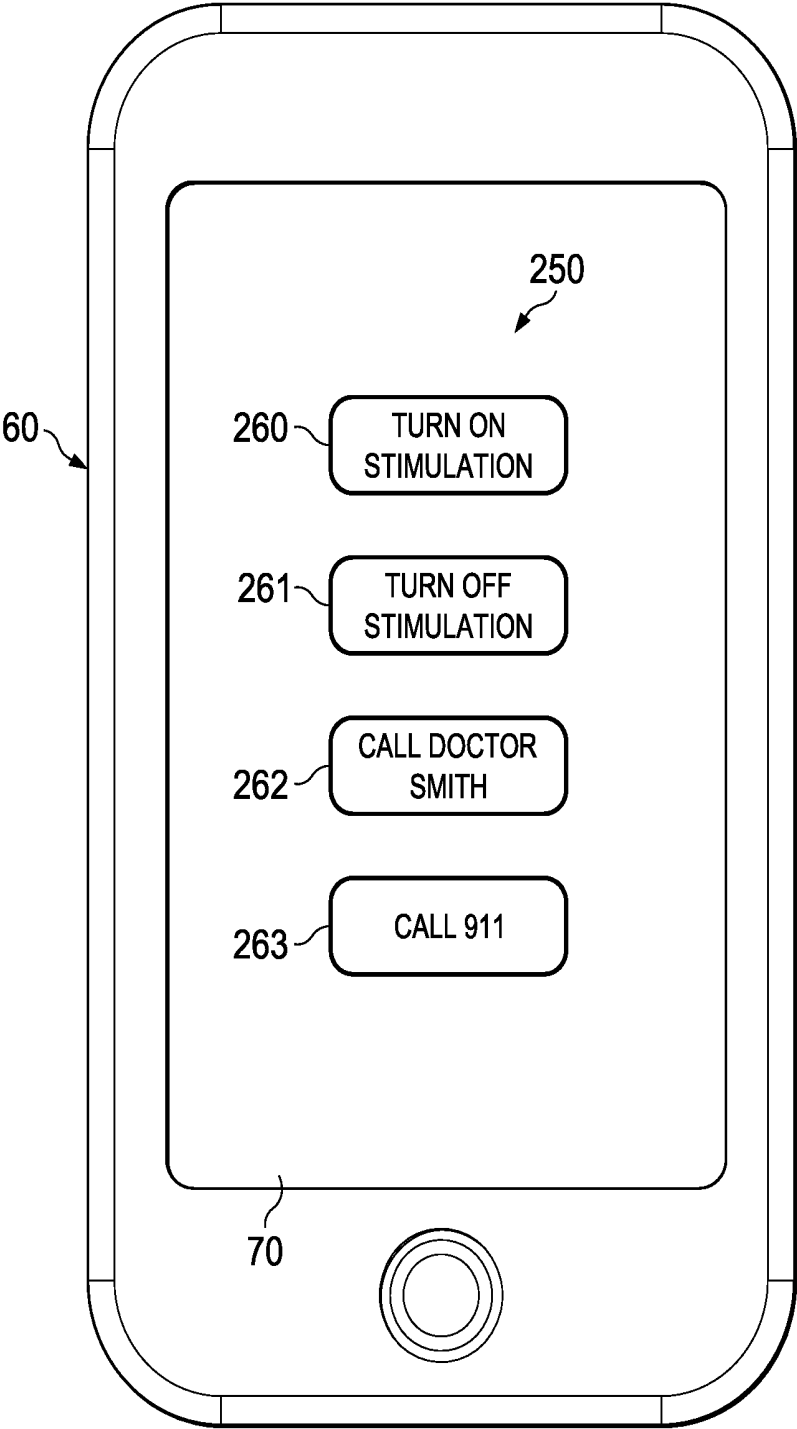 250
60
260
TURN ON
STIMULATION
261
TURN OFF
STIMULATION
262
CALL DOCTOR
SMITH
263
CALL 911
70